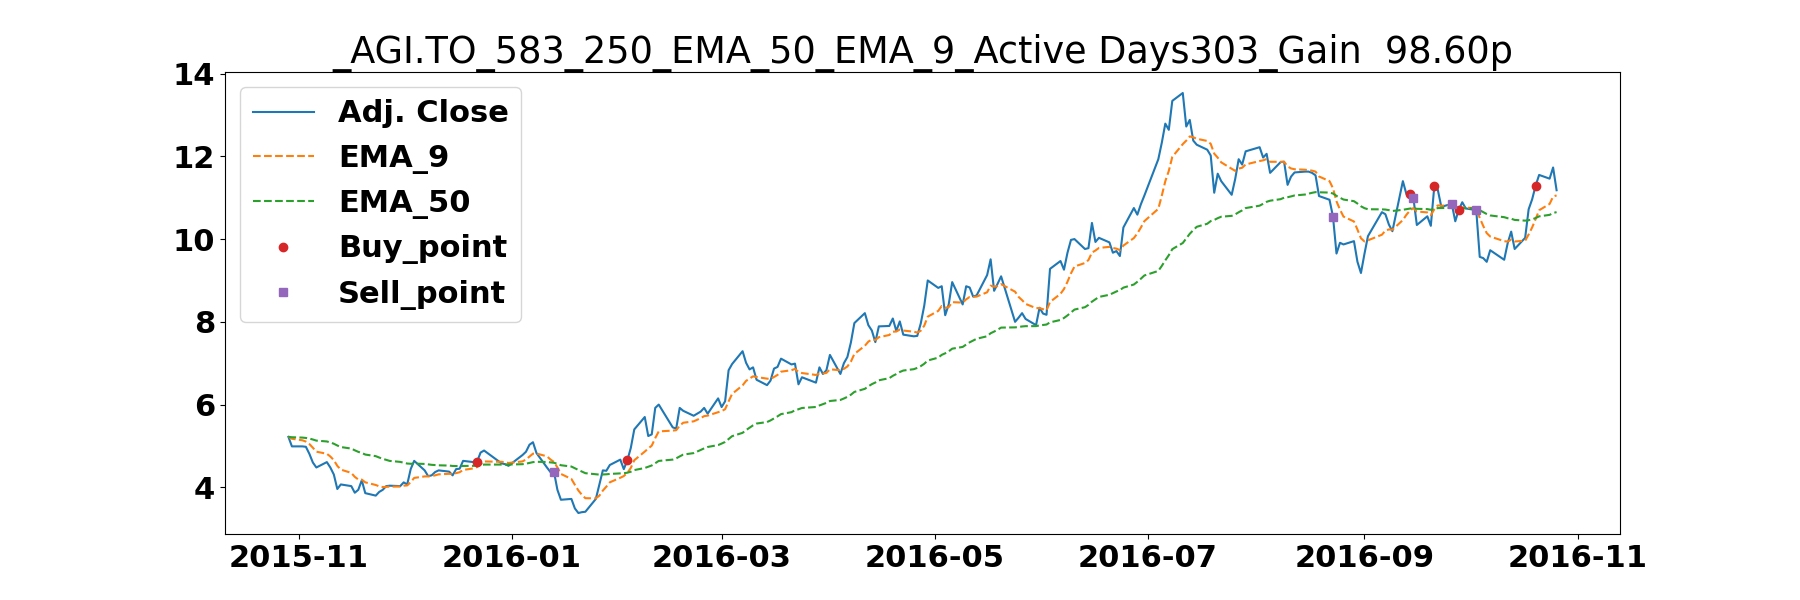 _AGI.TO_583_250_EMA_50_EMA_9_Active Days303_Gain  98.60p
14
12
10
8
6
4
Adj. Close
EMA_9
EMA_50
Buy_point
Sell_point
2015-11 2016-01 2016-03 2016-05 2016-07 2016-09 2016-11